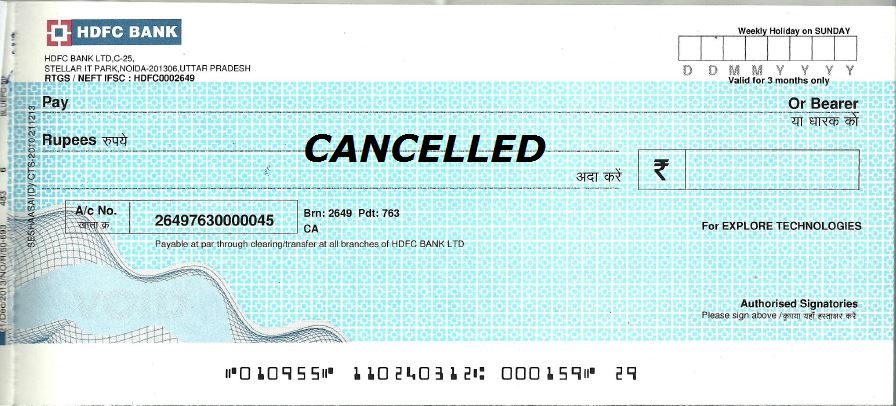 HDFC BANK
Weekly Holiday on SUNDAY
HDFC BANK LTD,C-25,
STELLAR IT PARK,NOIDA-201306,UTTAR PRADESH
RTGS / NEFT IFSC : HDFC0002649
D D M M Y Y Y Y
Valid for 3 months only
Pay
Or Bearer
या धारक को
Rupees रुपये
CANCELLED
अदा करें
₹
A/c No.
खाता क्र
26497630000045
Brn: 2649 Pdt: 763
CA
For EXPLORE TECHNOLOGIES
Payable at par through clearing/transfer at all branches of HDFC BANK LTD
VOID
Authorised Signatories
Please sign above /कृपया यहाँ हस्ताक्षर करें
⑈010955⑈ 110240312⑆ 000159⑈ 29